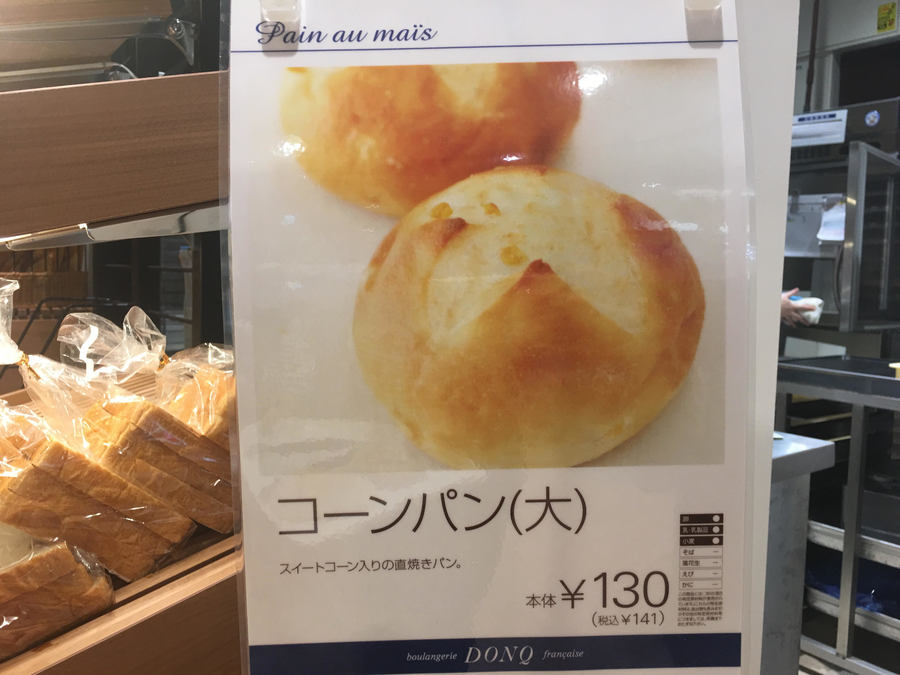 Pain au maïs
コーンパン(大)
スイートコーン入りの直焼きパン。
卵 ●
乳・乳製品 ●
小麦 ●
そば －
落花生 －
えび －
かに －
本体 ¥130
(税込 ¥141)
boulangerie DONQ française